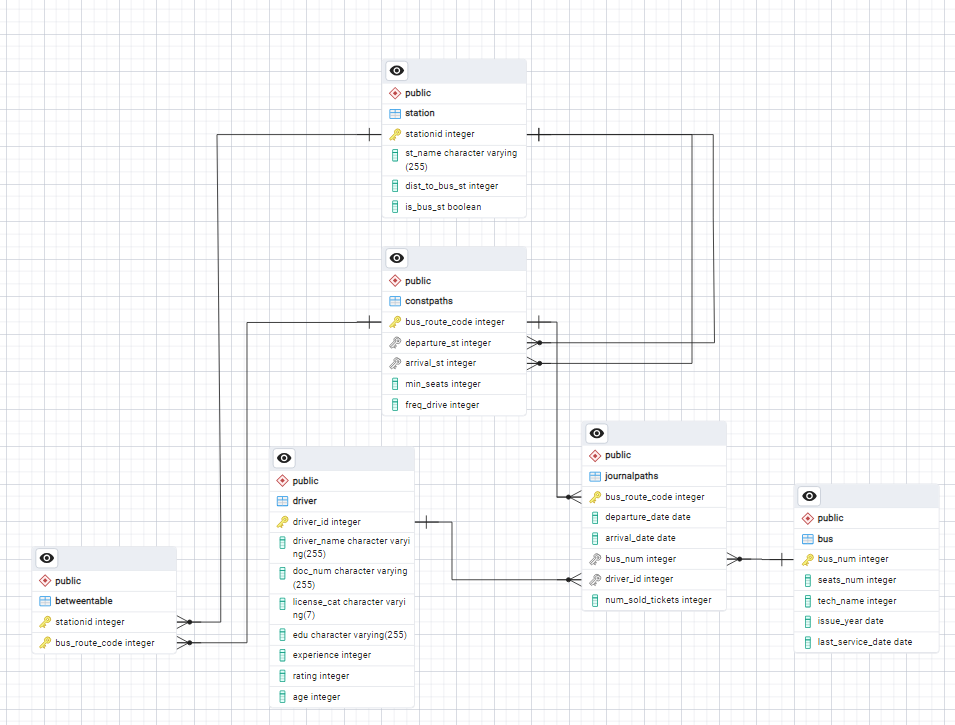 public
station
stationid integer
st_name character varying
(255)
dist_to_bus_st integer
is_bus_st boolean
public
constpaths
bus_route_code integer
departure_st integer
arrival_st integer
min_seats integer
freq_drive integer
public
journalpaths
bus_route_code integer
departure_date date
arrival_date date
bus_num integer
driver_id integer
num_sold_tickets integer
public
driver
driver_id integer
driver_name character varyi
ng(255)
doc_num character varying
(255)
license_cat character varyi
ng(7)
edu character varying(255)
experience integer
rating integer
age integer
public
bus
bus_num integer
seats_num integer
tech_name integer
issue_year date
last_service_date date
public
betweentable
stationid integer
bus_route_code integer